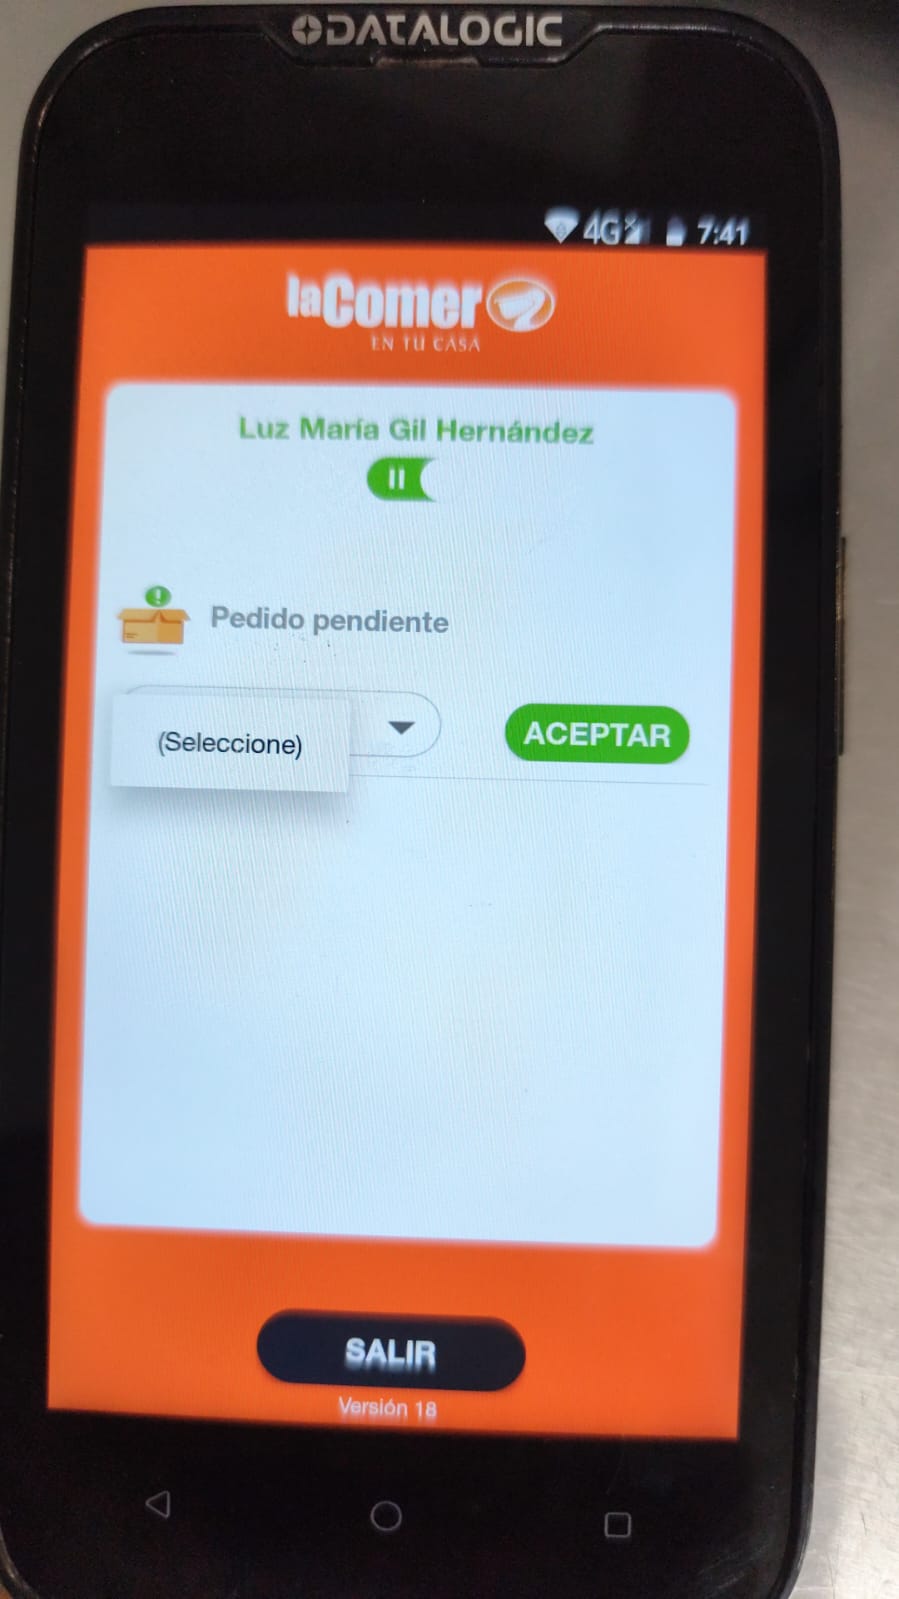 DATALOGIC
4G 7:41
laComer
EN TU CASA
Luz María Gil Hernández
Pedido pendiente
(Seleccione)
ACEPTAR
SALIR
Versión 18